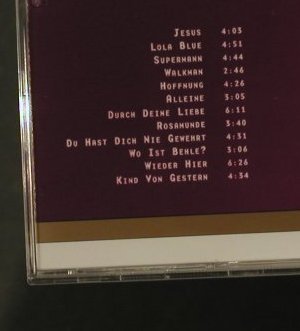 Jesus 4:03
Lola Blue 4:51
Supermann 4:44
Walkman 2:46
Hoffnung 4:26
Alleine 3:05
Durch Deine Liebe 6:11
Rosamunde 3:40
Du Hast Dich Nie Gewehrt 4:31
Wo Ist Behle? 3:06
Wieder Hier 6:26
Kind Von Gestern 4:34